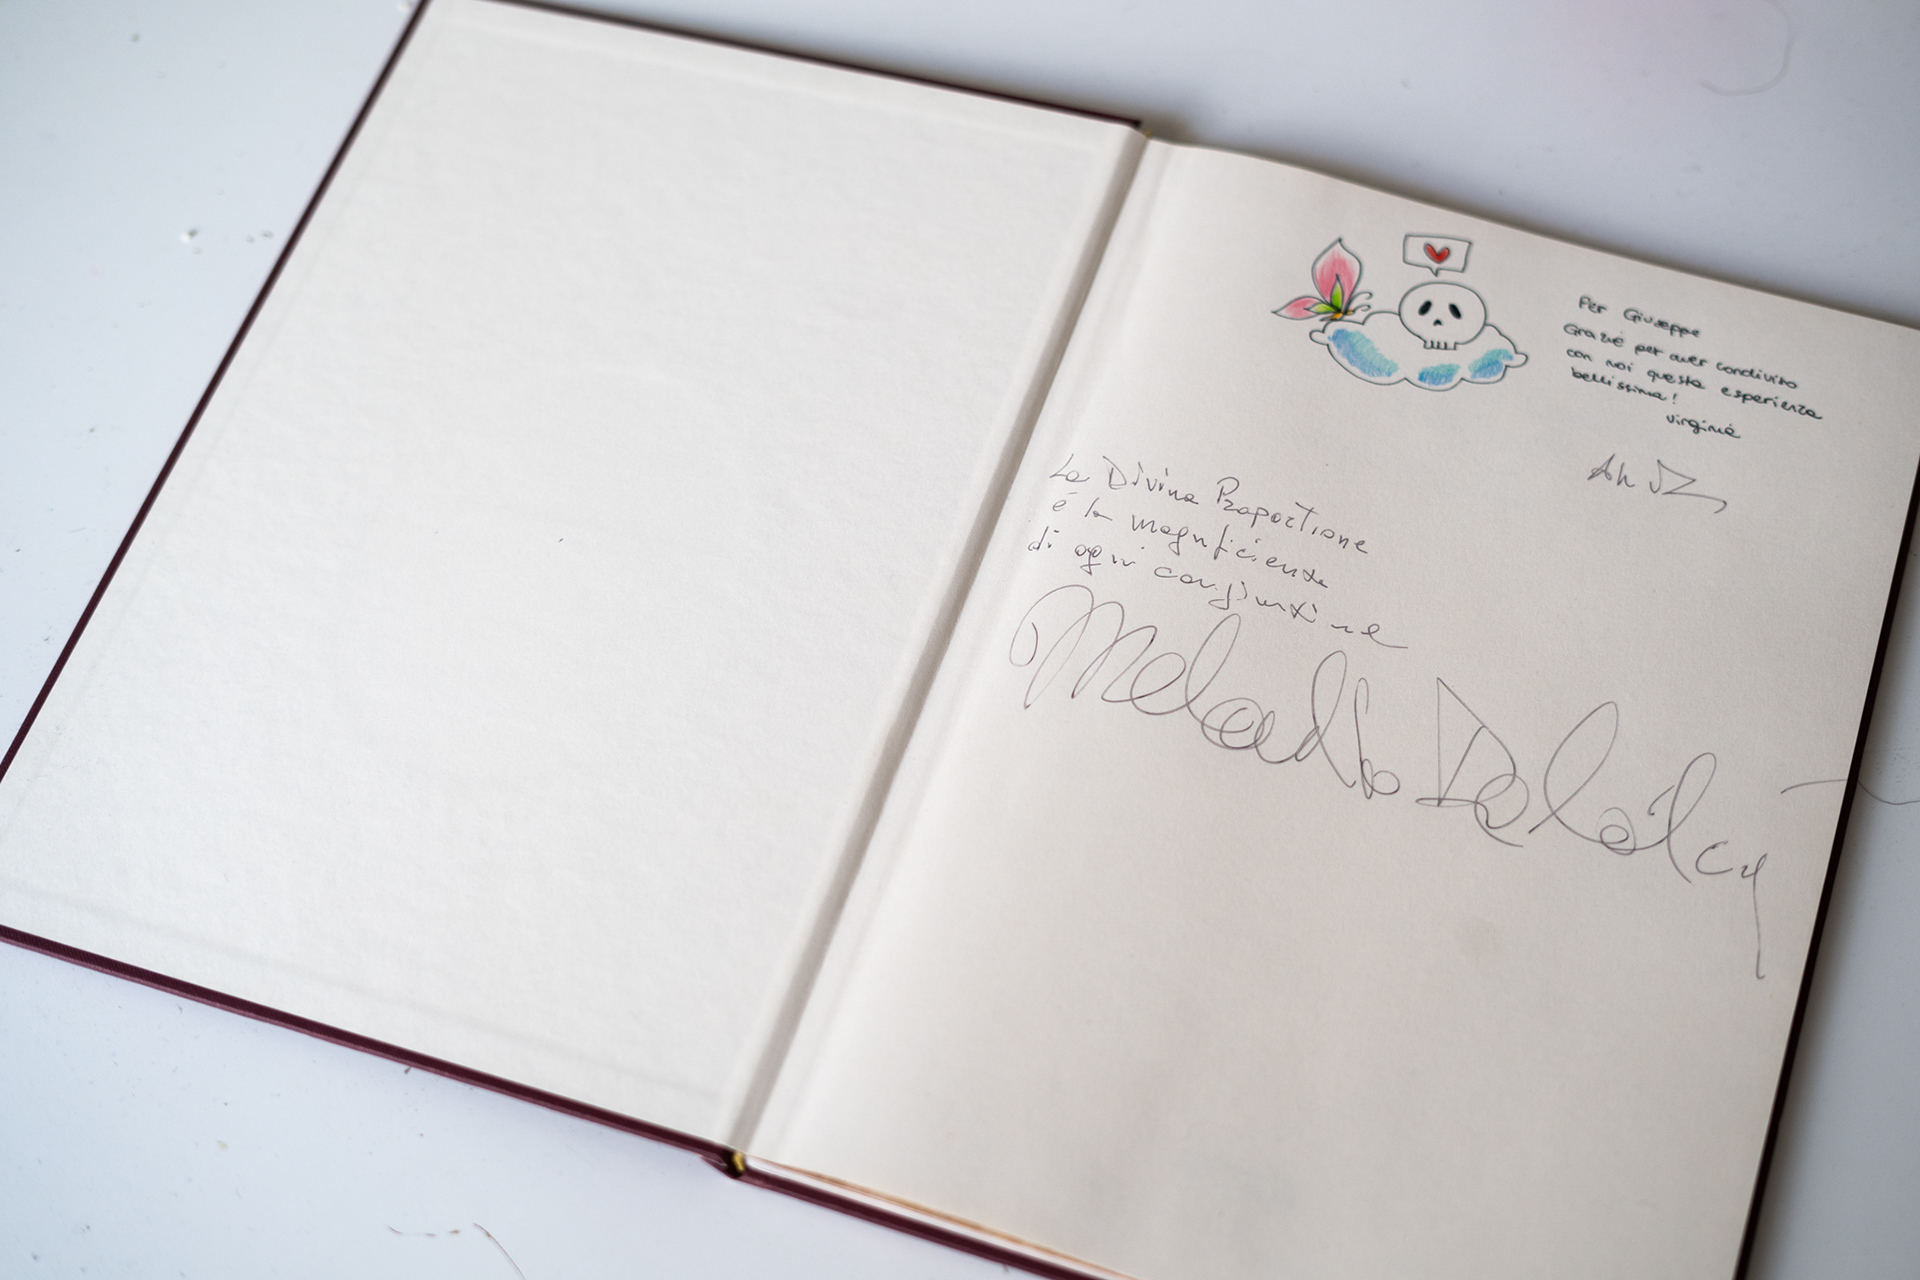 Per Giuseppe
Grazie per aver condiviso
con noi questa esperienza
bellissima!
Virginie
La Divina Proportione
è la magnificienza
di ogni congiunzione